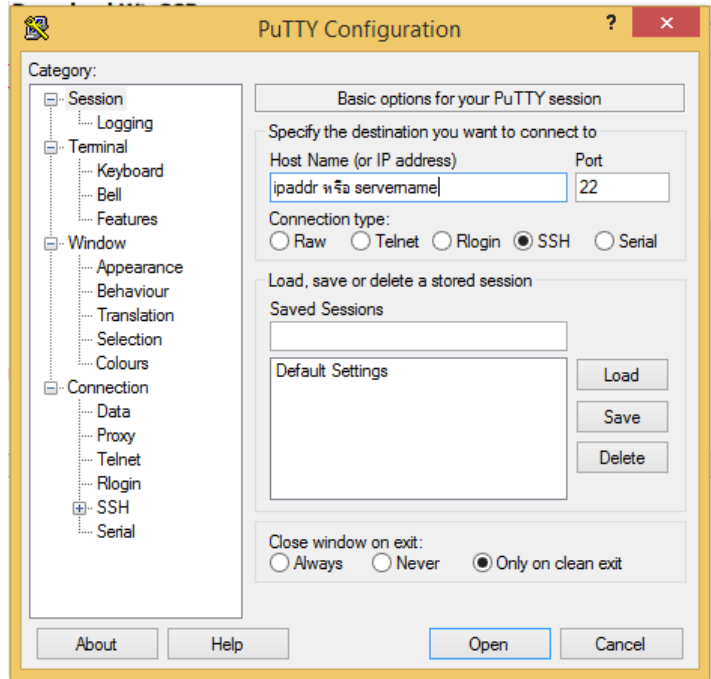 PuTTY Configuration
?
×
Category:
Session
Logging
Terminal
Keyboard
Bell
Features
Window
Appearance
Behaviour
Translation
Selection
Colours
Connection
Data
Proxy
Telnet
Rlogin
SSH
Serial
Basic options for your PuTTY session
Specify the destination you want to connect to
Host Name (or IP address) Port
ipaddr หรือ servername 22
Connection type:
Raw Telnet Rlogin SSH Serial
Load, save or delete a stored session
Saved Sessions
Default Settings
Load
Save
Delete
Close window on exit:
Always Never Only on clean exit
About Help Open Cancel